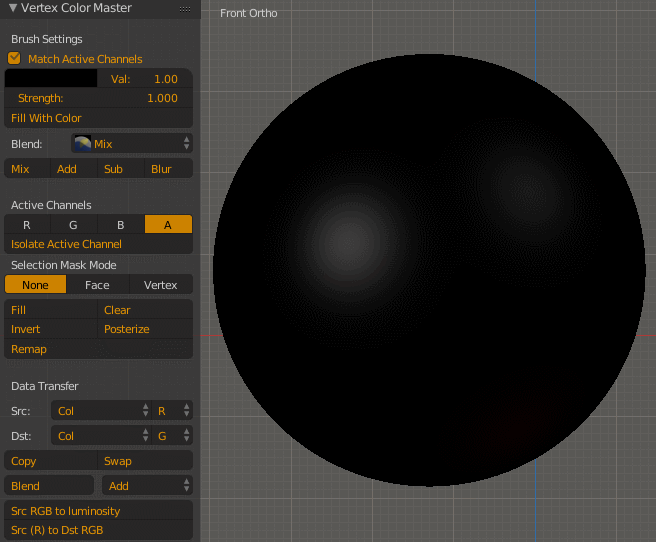 Vertex Color Master
Front Ortho
Brush Settings
Match Active Channels
Val: 1.00
Strength: 1.000
Fill With Color
Blend: Mix
Mix Add Sub Blur
Active Channels
R G B A
Isolate Active Channel
Selection Mask Mode
None Face Vertex
Fill Clear
Invert Posterize
Remap
Data Transfer
Src: Col R
Dst: Col G
Copy Swap
Blend Add
Src RGB to luminosity
Src (R) to Dst RGB